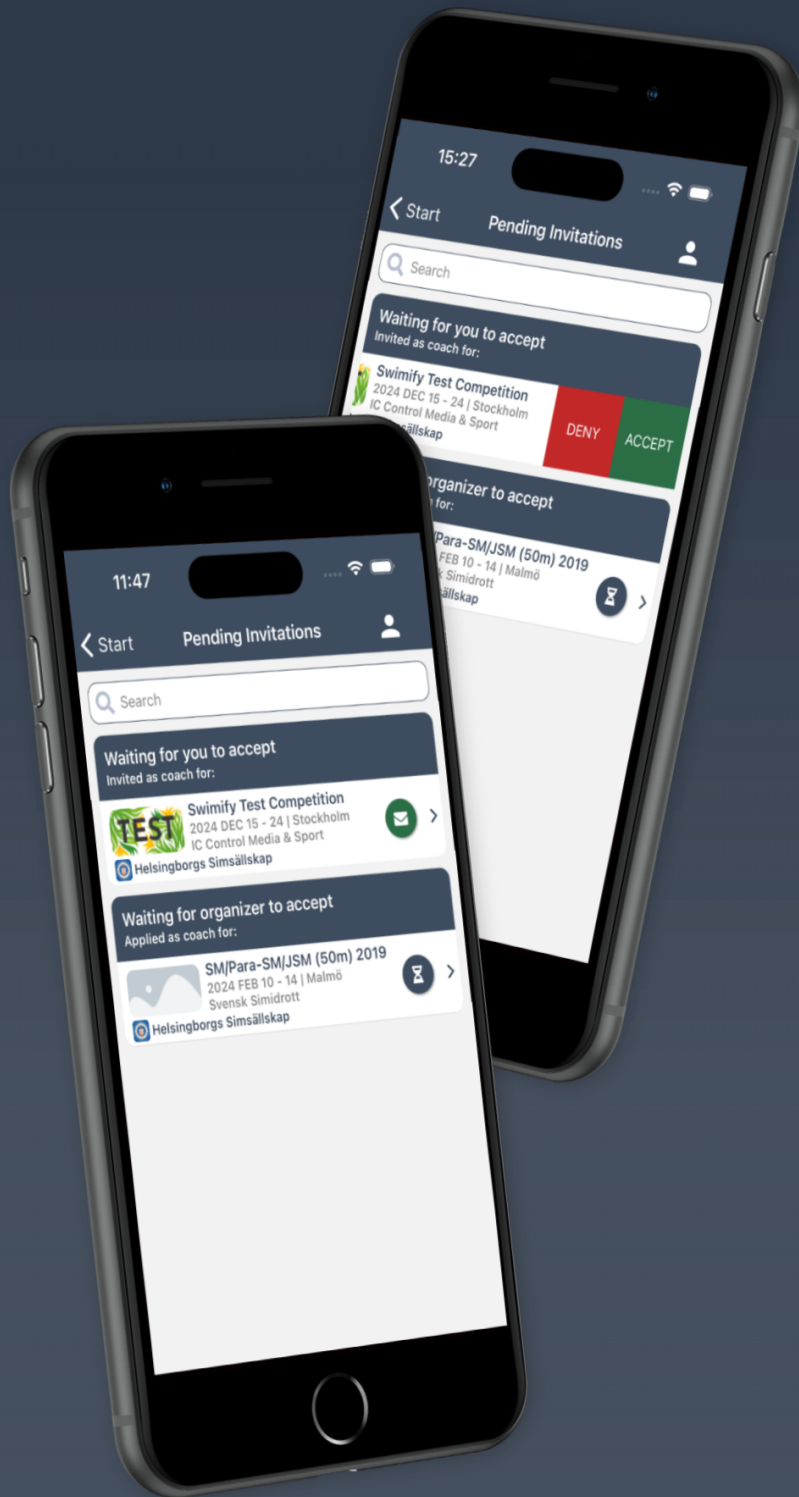 15:27
Start
Pending Invitations
Search
Waiting for you to accept
Invited as coach for:
Swimify Test Competition
2024 DEC 15 - 24 | Stockholm
IC Control Media & Sport
DENY
ACCEPT
organizer to accept
for:
/Para-SM/JSM (50m) 2019
FEB 10 - 14 | Malmö
Simidrott
11:47
Start
Pending Invitations
Search
Waiting for you to accept
Invited as coach for:
TEST
Swimify Test Competition
2024 DEC 15 - 24 | Stockholm
IC Control Media & Sport
Helsingborgs Simsällskap
Waiting for organizer to accept
Applied as coach for:
SM/Para-SM/JSM (50m) 2019
2024 FEB 10 - 14 | Malmö
Svensk Simidrott
Helsingborgs Simsällskap